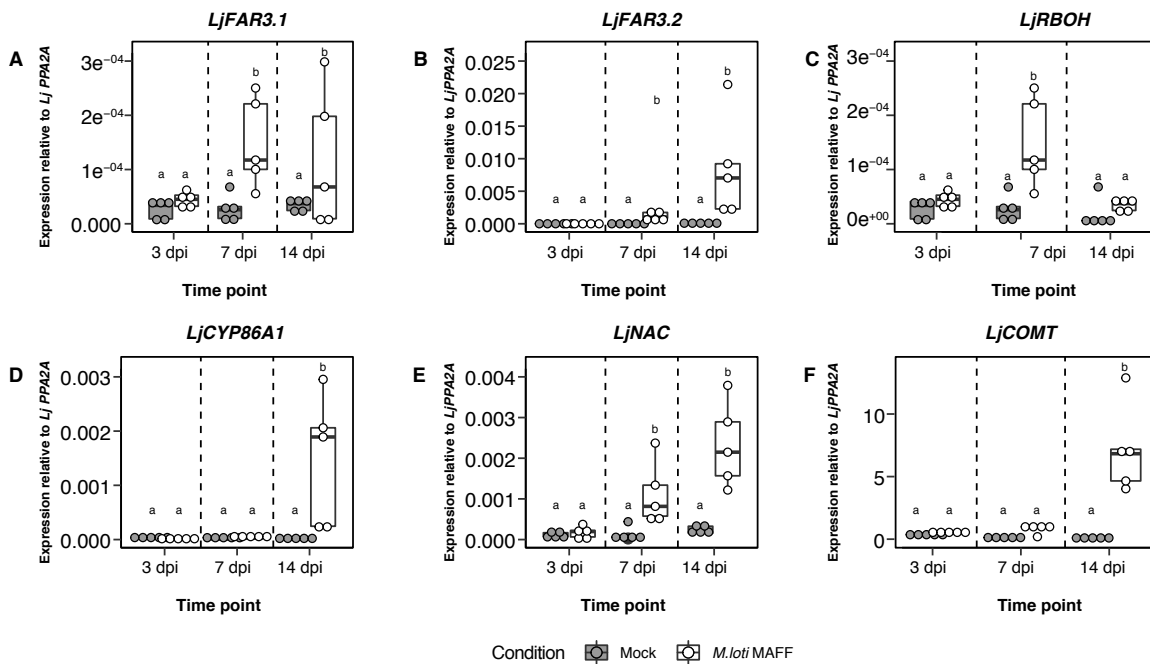 LjFAR3.1
A
Expression relative to Lj PPA2A
3e-04
2e-04
1e-04
0.000
a
a
a
b
a
b
3 dpi
7 dpi
14 dpi
Time point
LjFAR3.2
B
Expression relative to LjPPA2A
0.025
0.020
0.015
0.010
0.005
0.000
a
a
a
b
a
b
3 dpi
7 dpi
14 dpi
Time point
LjRBOH
C
Expression relative to Lj PPA2A
3e-04
2e-04
1e-04
0e+00
a
a
a
b
a
a
3 dpi
7 dpi
14 dpi
Time point
LjCYP86A1
D
Expression relative to Lj PPA2A
0.003
0.002
0.001
0.000
a
a
a
a
a
b
3 dpi
7 dpi
14 dpi
Time point
LjNAC
E
Expression relative to LjPPA2A
0.004
0.003
0.002
0.001
0.000
a
a
a
b
a
b
3 dpi
7 dpi
14 dpi
Time point
LjCOMT
F
Expression relative to LjPPA2A
10
5
0
a
a
a
a
a
b
3 dpi
7 dpi
14 dpi
Time point
Condition Mock M.loti MAFF